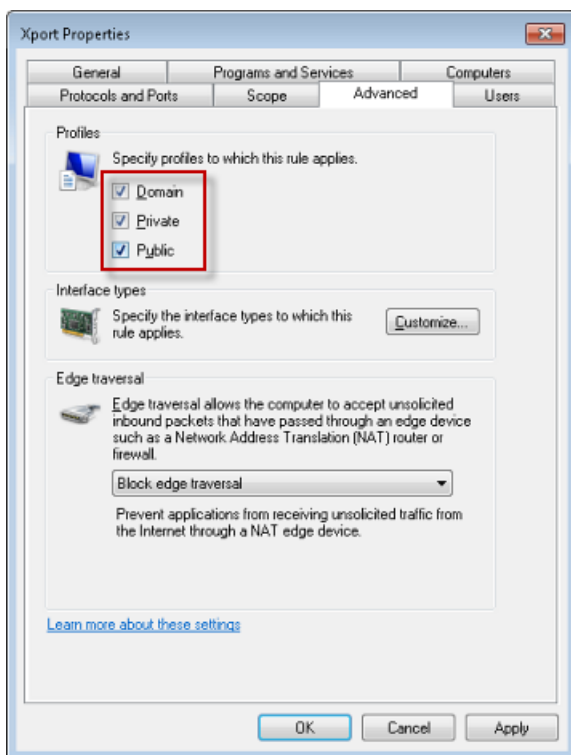 Xport Properties
General Programs and Services Computers
Protocols and Ports Scope Advanced Users
Profiles
Specify profiles to which this rule applies.
Domain
Private
Public
Interface types
Specify the interface types to which this
rule applies.
Customize...
Edge traversal
Edge traversal allows the computer to accept unsolicited
inbound packets that have passed through an edge device
such as a Network Address Translation (NAT) router or
firewall.
Block edge traversal
Prevent applications from receiving unsolicited traffic from
the Internet through a NAT edge device.
Learn more about these settings
OK Cancel Apply